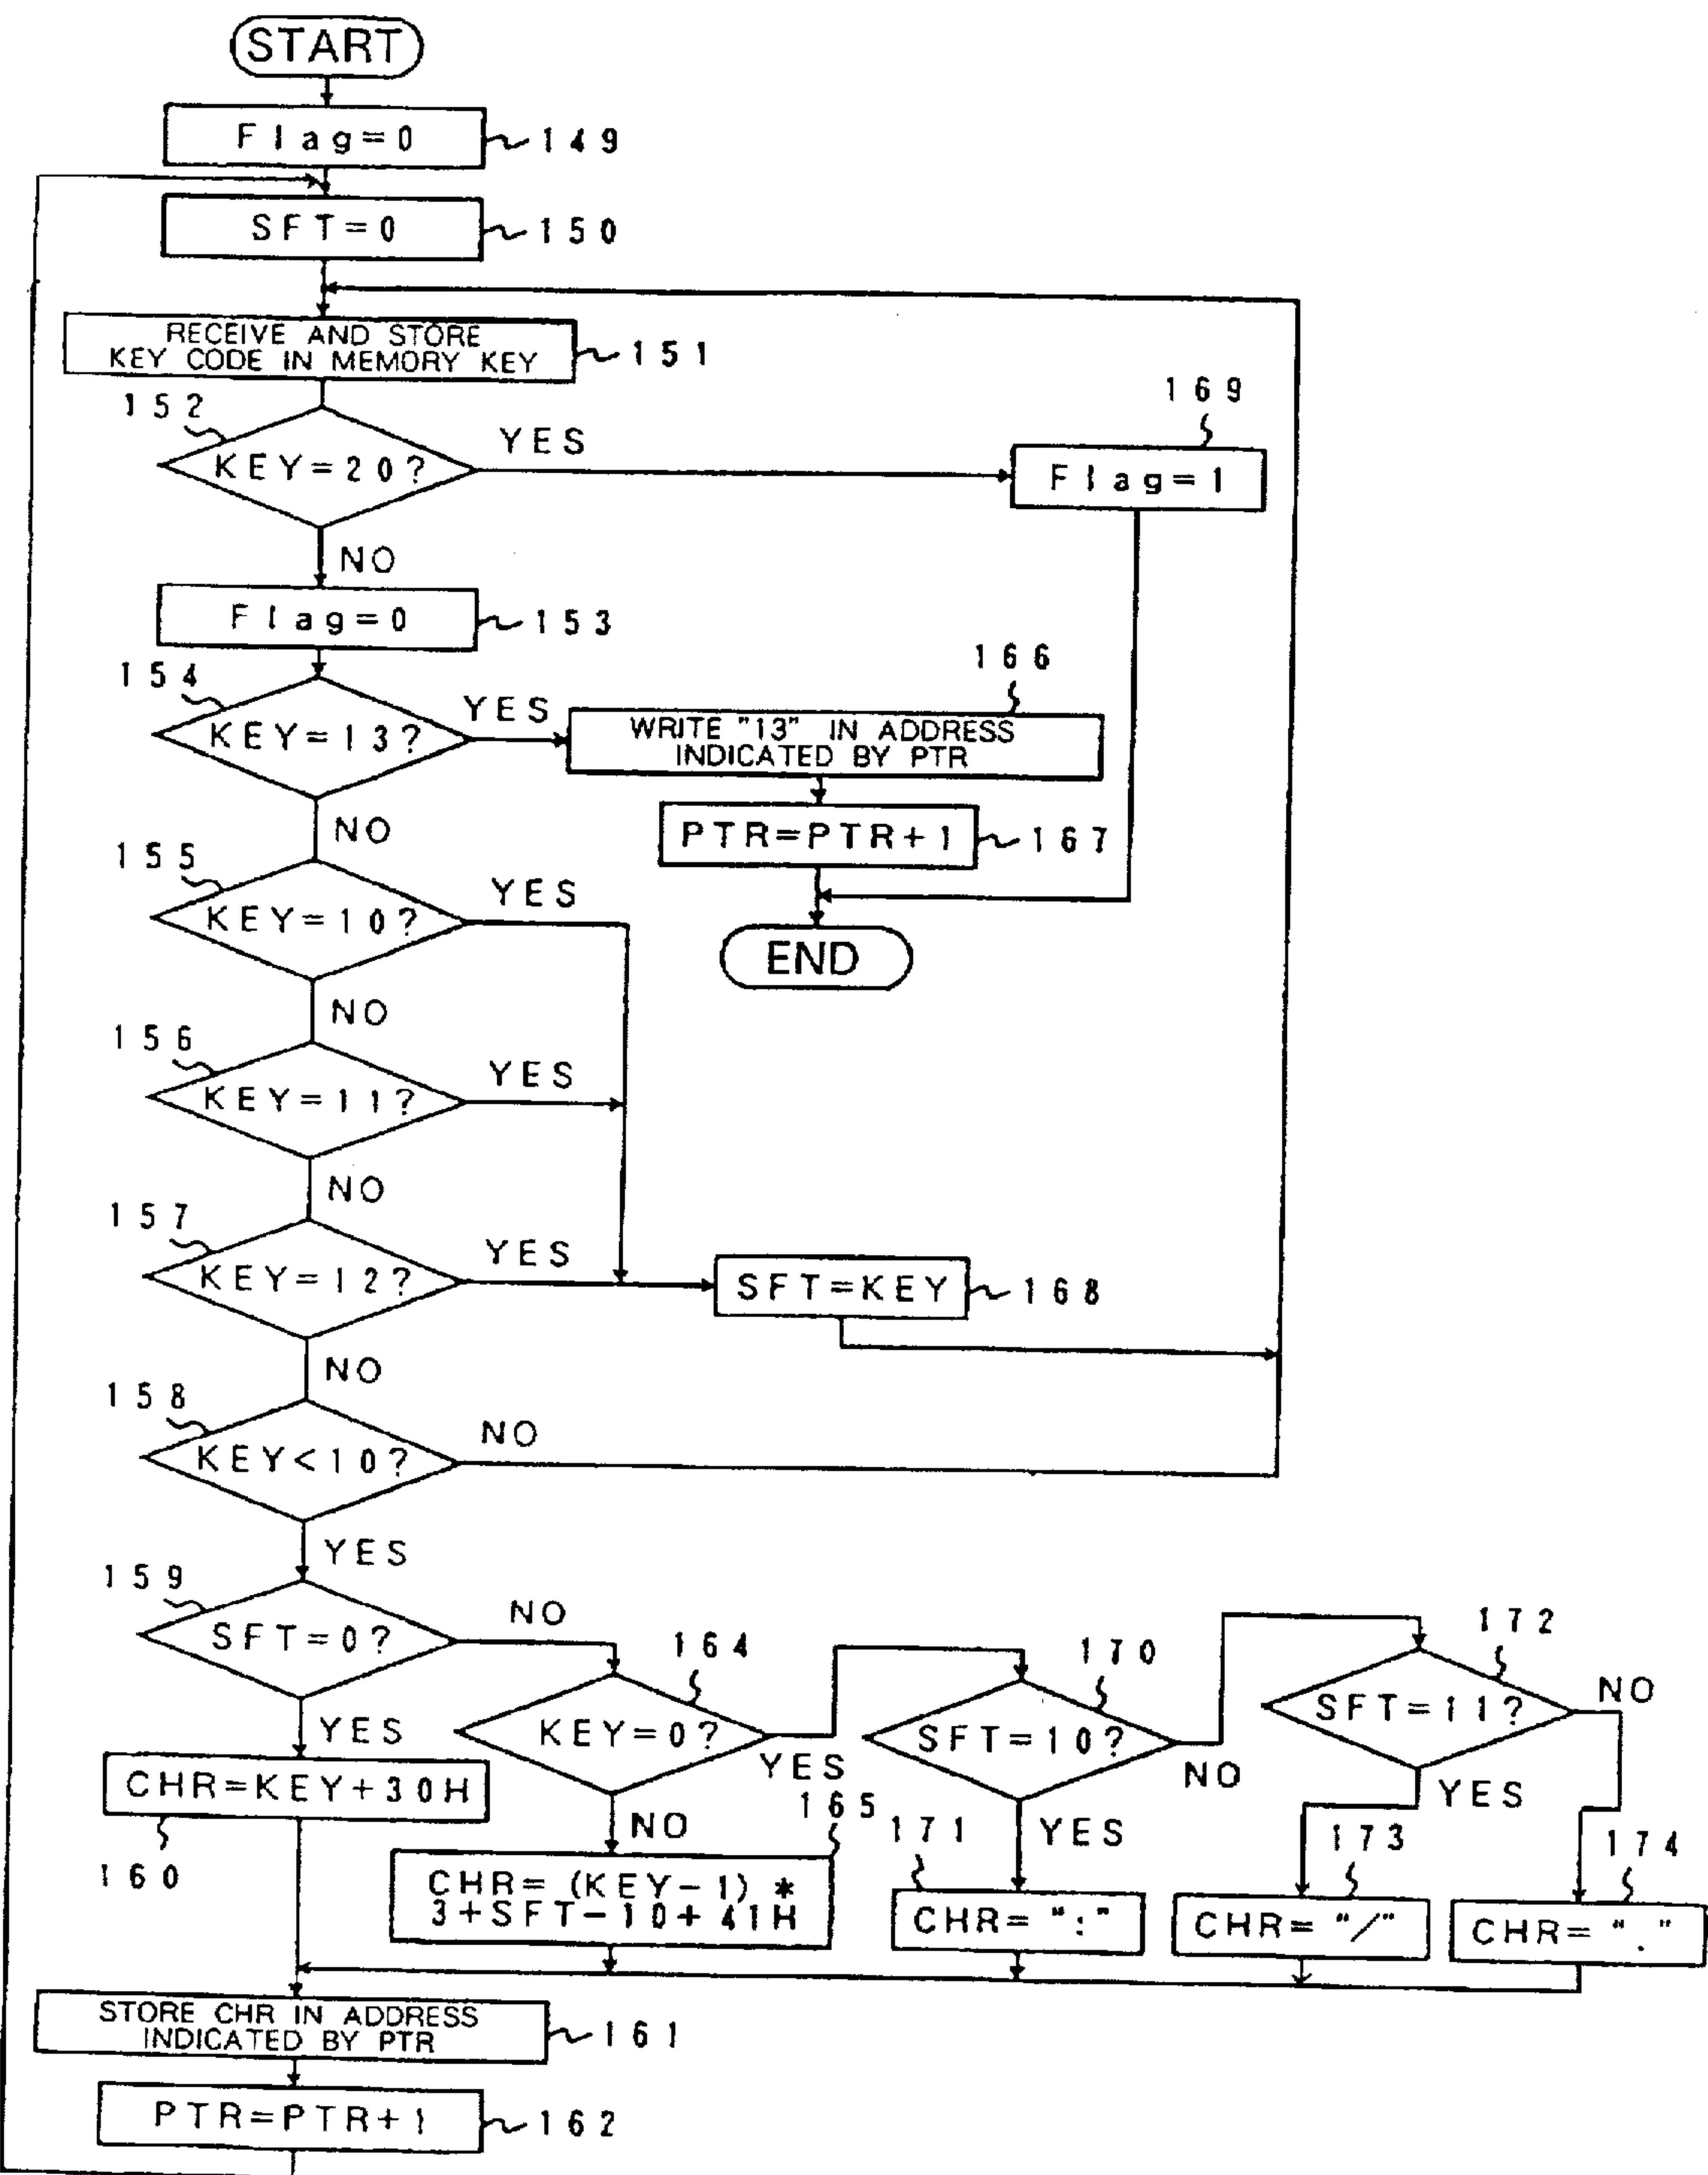 START
Flag=0
149
SFT=0
150
RECEIVE AND STORE
KEY CODE IN MEMORY KEY
151
152
KEY=20?
YES
169
Flag=1
NO
Flag=0
153
154
KEY=13?
YES
166
WRITE "13" IN ADDRESS
INDICATED BY PTR
PTR=PTR+1
167
END
NO
155
KEY=10?
YES
NO
156
KEY=11?
YES
NO
157
KEY=12?
YES
SFT=KEY
168
NO
158
KEY<10?
NO
YES
159
SFT=0?
NO
164
KEY=0?
YES
170
SFT=10?
NO
172
SFT=11?
NO
YES
CHR=KEY+30H
160
NO
165
CHR=(KEY-1)*
3+SFT-10+41H
YES
171
CHR=":"
YES
173
CHR="/"
174
CHR="."
STORE CHR IN ADDRESS
INDICATED BY PTR
161
PTR=PTR+1
162